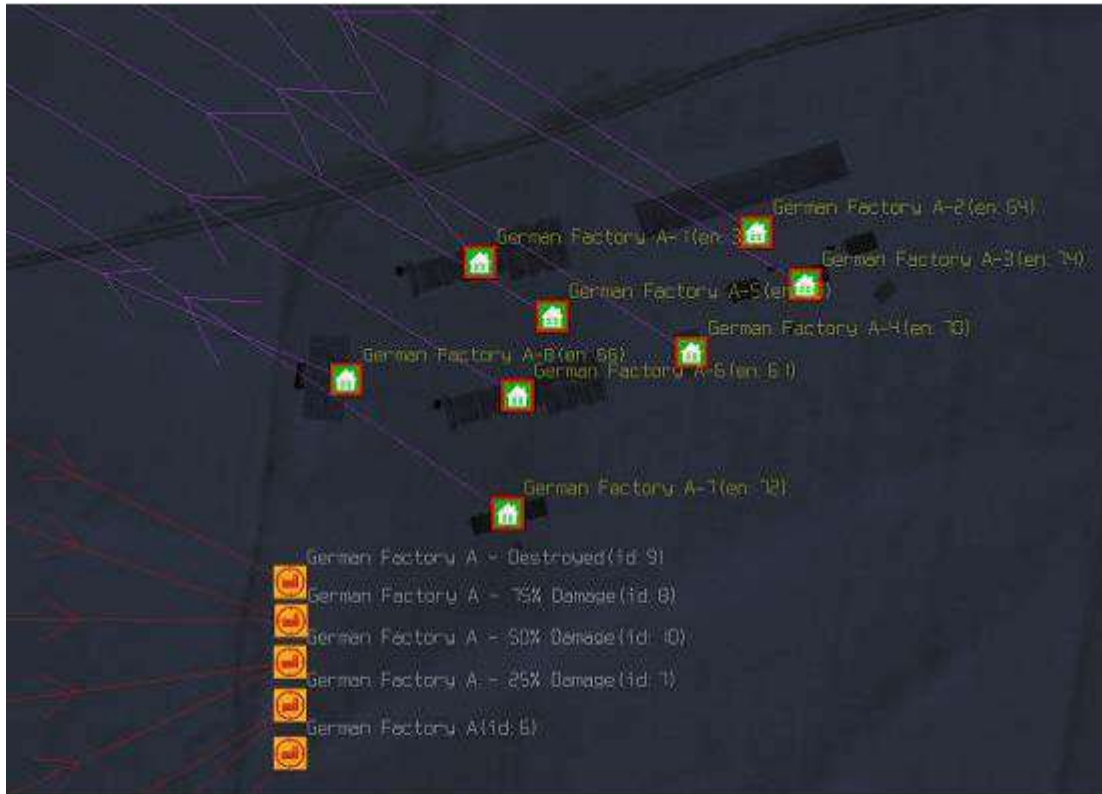 German Factory A-2(en: 64)
German Factory A-1(en: 3
German Factory A-3(en: 74)
German Factory A-5(en:
German Factory A-4(en: 70)
German Factory A-8(en: 66)
German Factory A-6(en: 61)
German Factory A-7(en: 72)
German Factory A - Destroyed(id: 9)
German Factory A - 75% Damage(id: 8)
German Factory A - 50% Damage(id: 10)
German Factory A - 25% Damage(id: 7)
German Factory A(id: 6)